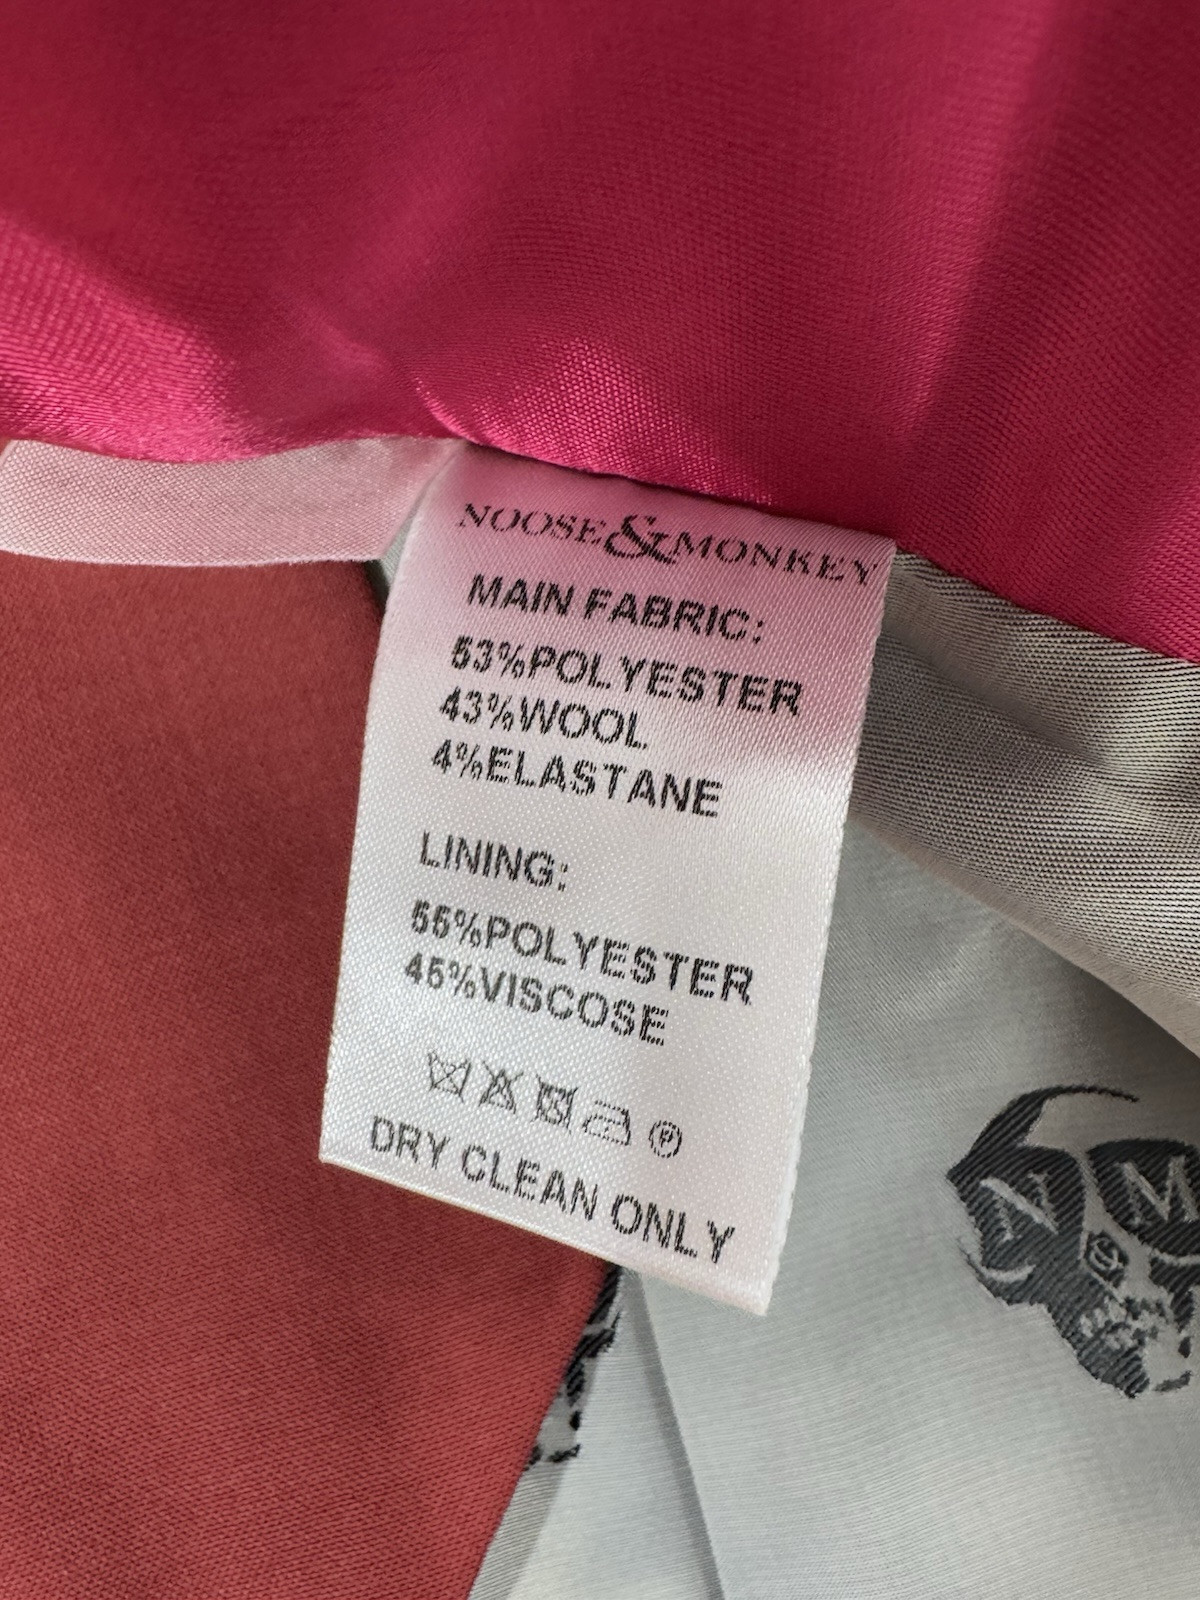 NOOSE&MONKEY
MAIN FABRIC:
53%POLYESTER
43%WOOL
4%ELASTANE
LINING:
55%POLYESTER
45%VISCOSE
P
DRY CLEAN ONLY
N M